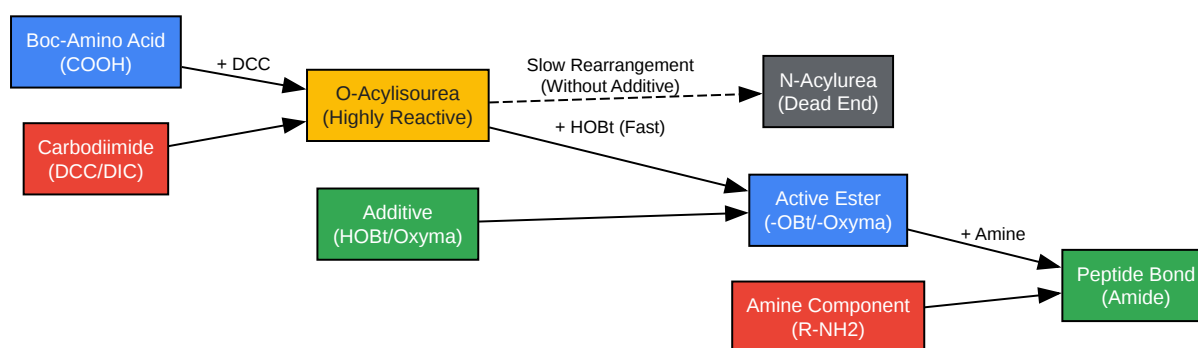 Boc-Amino Acid
(COOH)
+ DCC
Carbodiimide
(DCC/DIC)
O-Acylisourea
(Highly Reactive)
Slow Rearrangement
(Without Additive)
N-Acylurea
(Dead End)
+ HOBt (Fast)
Additive
(HOBt/Oxyma)
Active Ester
(-OBt/-Oxyma)
+ Amine
Amine Component
(R-NH2)
Peptide Bond
(Amide)